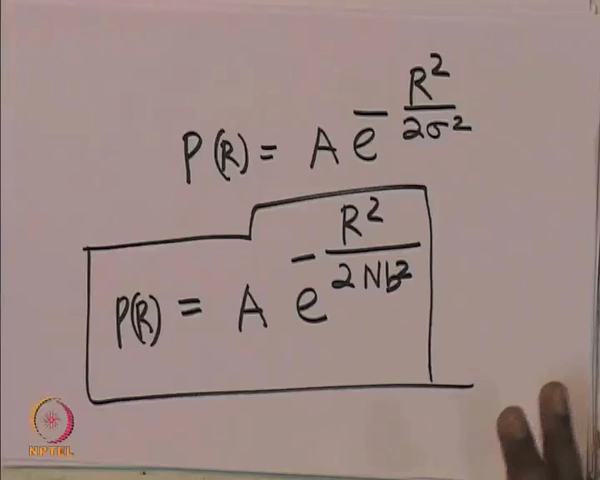 P(R) = A e^{-R²/2σ²}
P(R) = A e^{-R²/2Nb²}
NPTEL